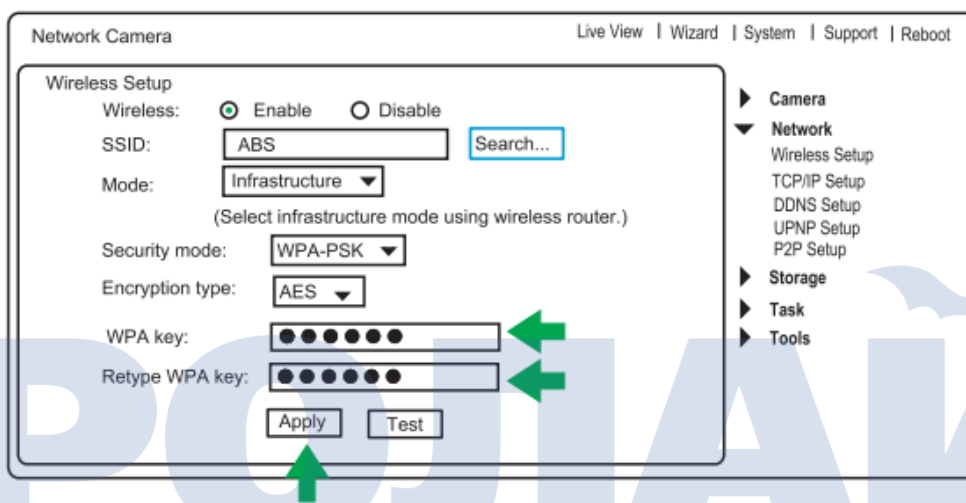 Network Camera
Live View | Wizard | System | Support | Reboot
Wireless Setup
Wireless: Enable Disable
SSID: ABS Search...
Mode: Infrastructure
(Select infrastructure mode using wireless router.)
Security mode: WPA-PSK
Encryption type: AES
WPA key: ●●●●●●
Retype WPA key: ●●●●●●
Apply Test
Camera
Network
Wireless Setup
TCP/IP Setup
DDNS Setup
UPNP Setup
P2P Setup
Storage
Task
Tools
РОЛАЙ